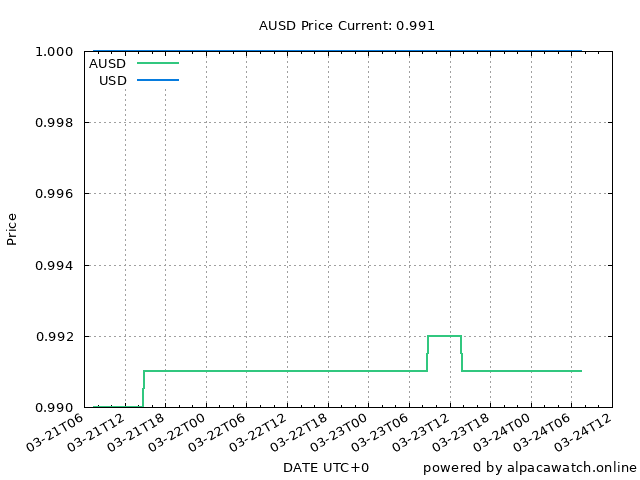 AUSD Price Current: 0.991
1.000
AUSD
USD
0.998
0.996
Price
0.994
0.992
0.990
03-21T06
03-21T12
03-21T18
03-22T00
03-22T06
03-22T12
03-22T18
03-23T00
03-23T06
03-23T12
03-23T18
03-24T00
03-24T06
03-24T12
DATE UTC+0
powered by alpacawatch.online